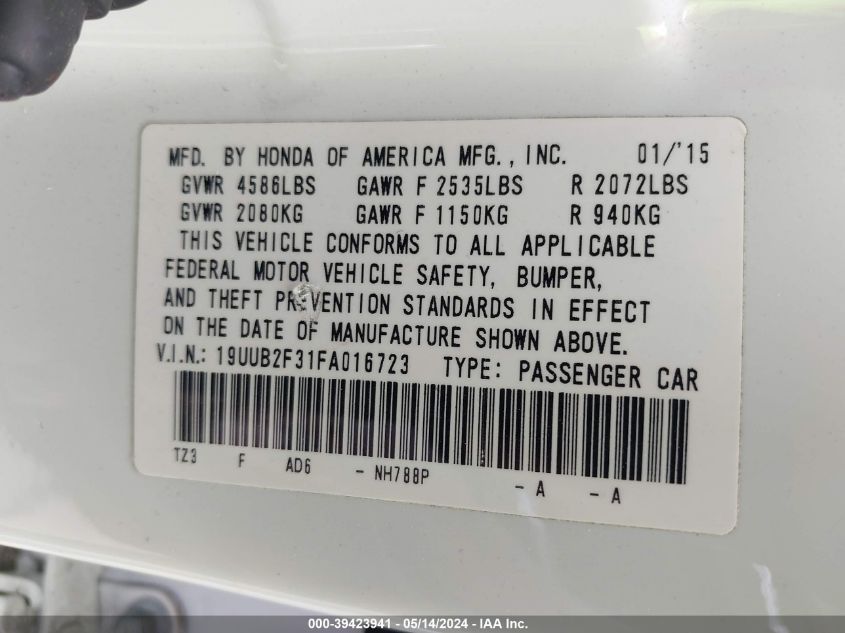 MFD. BY HONDA OF AMERICA MFG., INC. 01/'15
GVWR 4586LBS GAWR F 2535LBS R 2072LBS
GVWR 2080KG GAWR F 1150KG R 940KG
THIS VEHICLE CONFORMS TO ALL APPLICABLE
FEDERAL MOTOR VEHICLE SAFETY, BUMPER,
AND THEFT PREVENTION STANDARDS IN EFFECT
ON THE DATE OF MANUFACTURE SHOWN ABOVE.
V.I.N.: 19UUB2F31FA016723 TYPE: PASSENGER CAR
TZ3 F AD6 - NH788P - A - A
000-39423941 - 05/14/2024 - IAA Inc.